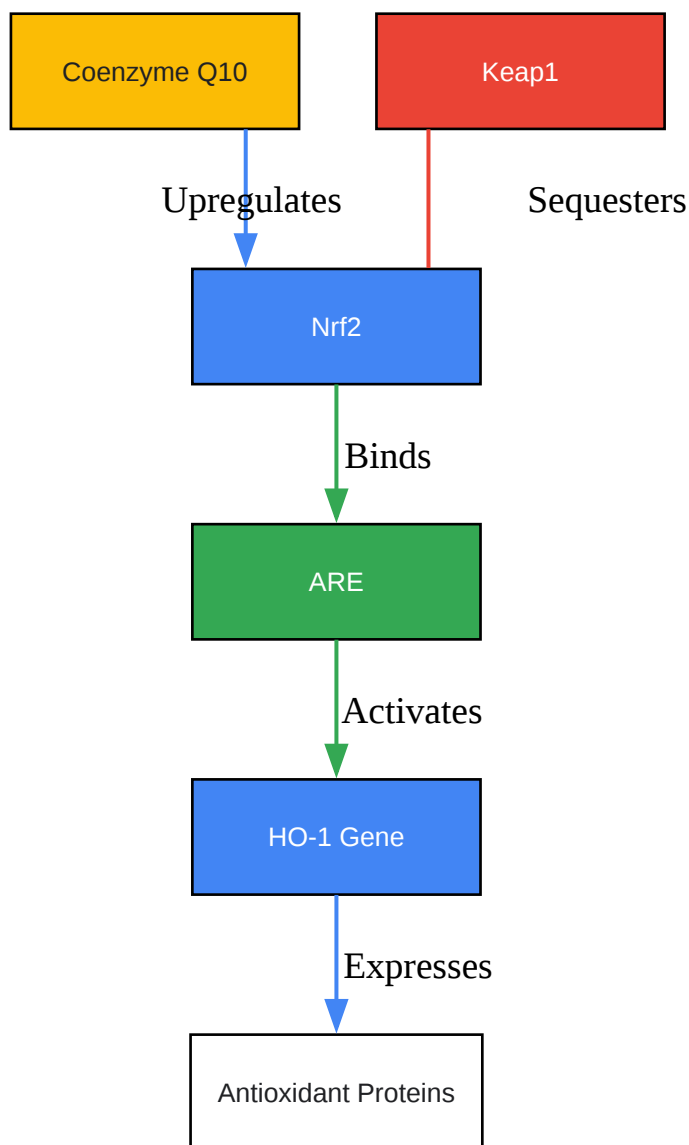 Coenzyme Q10
Keap1
Upregulates
Sequesters
Nrf2
Binds
ARE
Activates
HO-1 Gene
Expresses
Antioxidant Proteins